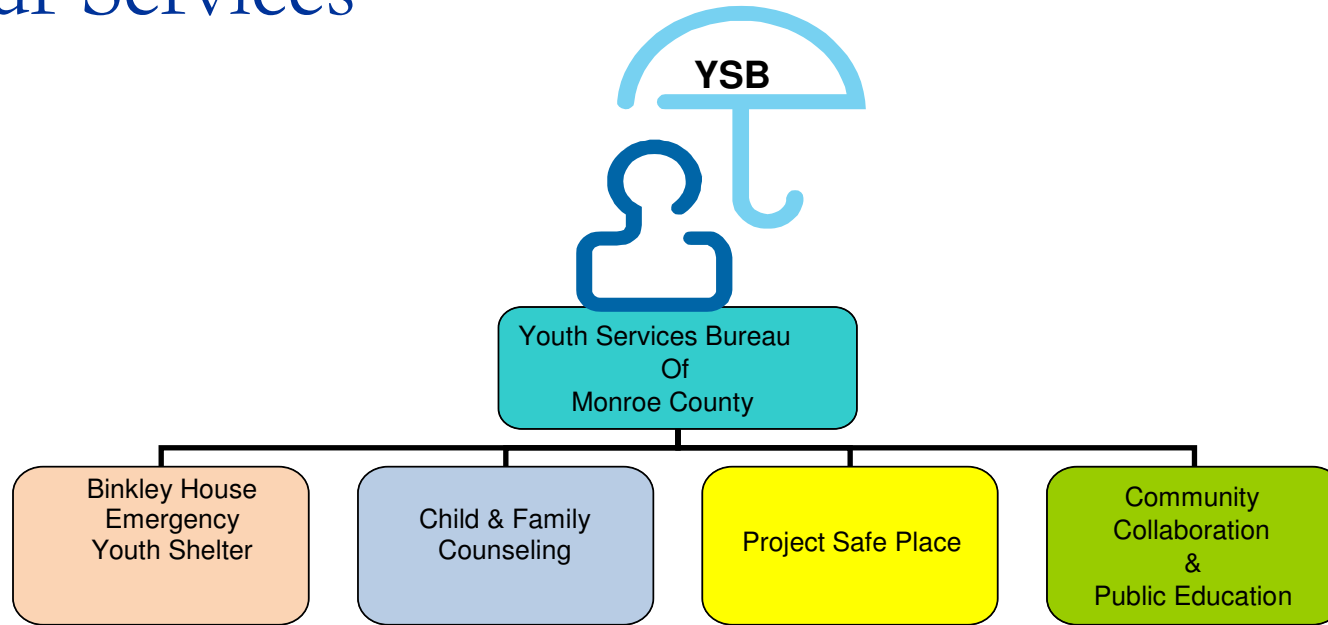 Services
YSB
Youth Services Bureau
Of
Monroe County
Binkley House
Emergency
Youth Shelter
Child & Family
Counseling
Project Safe Place
Community
Collaboration
&
Public Education